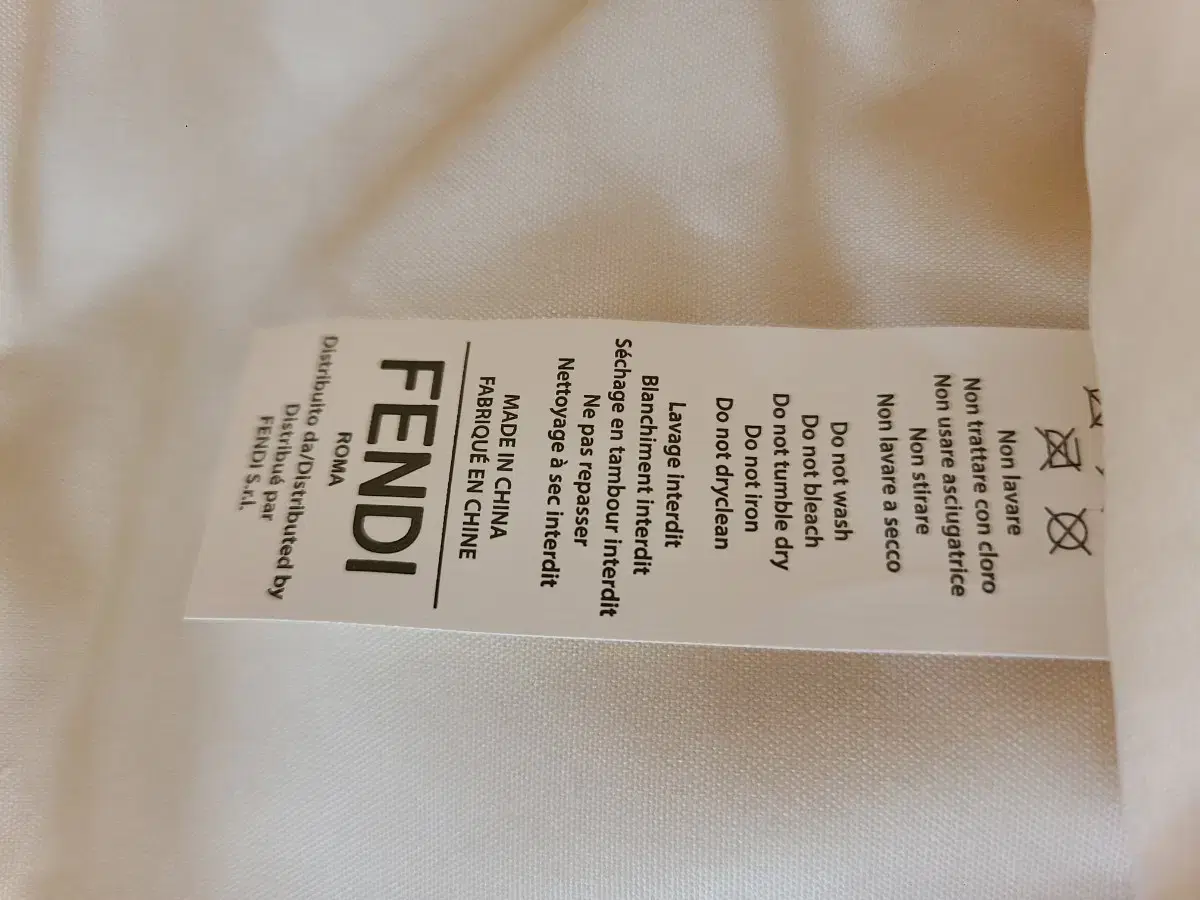 Non lavare
Non trattare con cloro
Non usare asciugatrice
Non stirare
Non lavare a secco
Do not wash
Do not bleach
Do not tumble dry
Do not iron
Do not dryclean
Lavage interdit
Blanchiment interdit
Séchage en tambour interdit
Ne pas repasser
Nettoyage à sec interdit
MADE IN CHINA
FABRIQUÉ EN CHINE
FENDI
ROMA
Distribuito da/Distributed by
Distribué par
FENDI S.r.l.